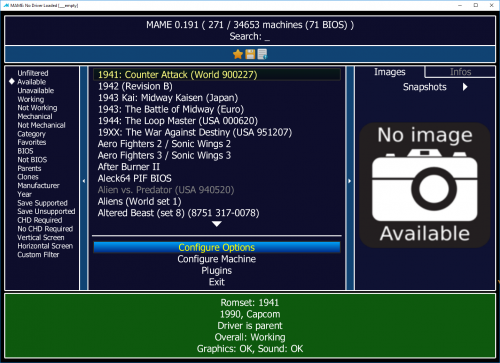 MAME: No Driver Loaded [___empty]
MAME 0.191 ( 271 / 34653 machines (71 BIOS) )
Search: _
Unfiltered
Available
Unavailable
Working
Not Working
Mechanical
Not Mechanical
Category
Favorites
BIOS
Not BIOS
Parents
Clones
Manufacturer
Year
Save Supported
Save Unsupported
CHD Required
No CHD Required
Vertical Screen
Horizontal Screen
Custom Filter
1941: Counter Attack (World 900227)
1942 (Revision B)
1943 Kai: Midway Kaisen (Japan)
1943: The Battle of Midway (Euro)
1944: The Loop Master (USA 000620)
19XX: The War Against Destiny (USA 951207)
Aero Fighters 2 / Sonic Wings 2
Aero Fighters 3 / Sonic Wings 3
After Burner II
Aleck64 PIF BIOS
Alien vs. Predator (USA 940520)
Aliens (World set 1)
Altered Beast (set 8) (8751 317-0078)
Configure Options
Configure Machine
Plugins
Exit
Images
Infos
Snapshots
No image
Available
Romset: 1941
1990, Capcom
Driver is parent
Overall: Working
Graphics: OK, Sound: OK